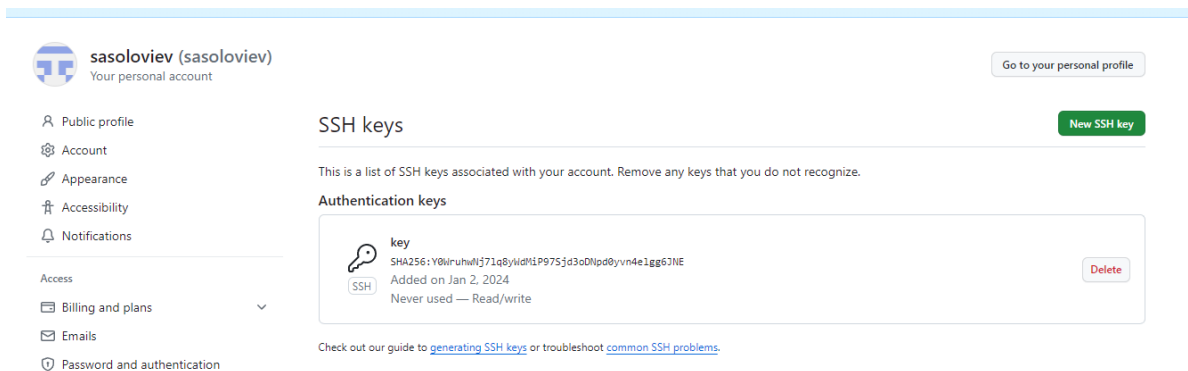 sasoloviev (sasoloviev)
Your personal account
Go to your personal profile
Public profile
Account
Appearance
Accessibility
Notifications
Access
Billing and plans
Emails
Password and authentication
SSH keys
New SSH key
This is a list of SSH keys associated with your account. Remove any keys that you do not recognize.
Authentication keys
key
SHA256:Y0WruhwNj7lq8yWdMiP97Sjd3oDNpd0yvn4elgg6JNE
SSH
Added on Jan 2, 2024
Never used — Read/write
Delete
Check out our guide to generating SSH keys or troubleshoot common SSH problems.